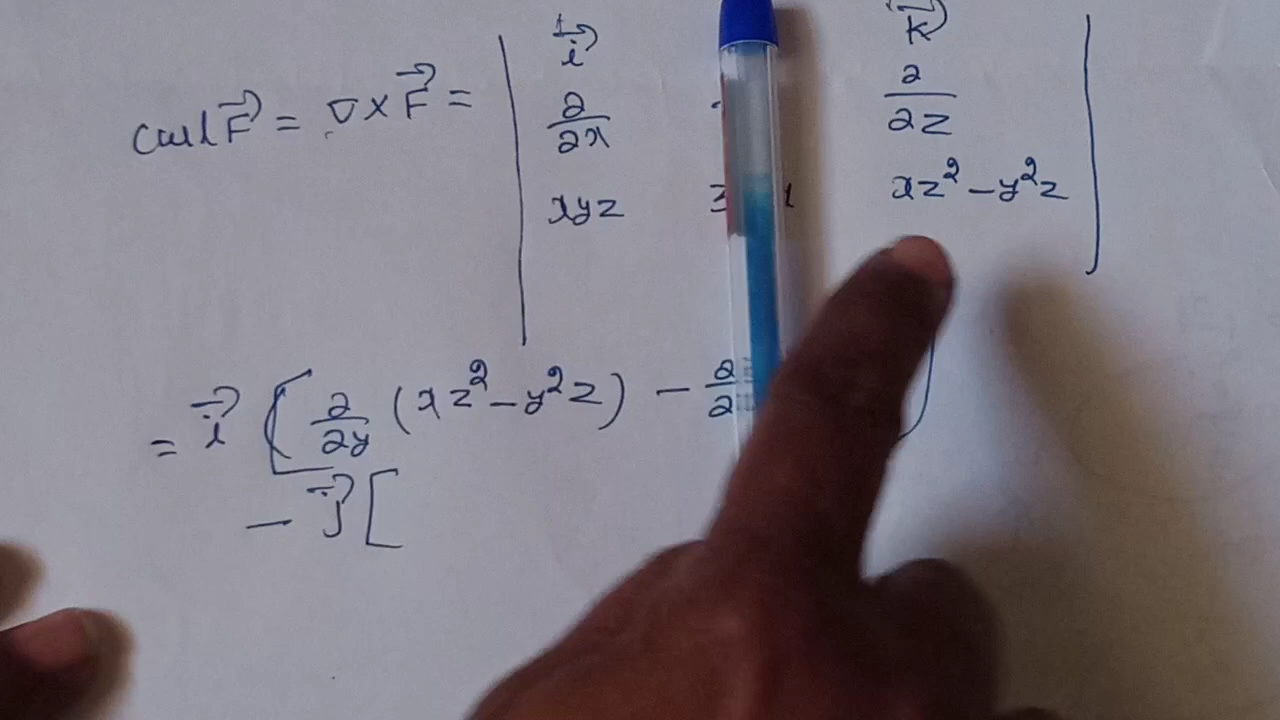 i⃗ k⃗
curl F⃗ = ∇ × F⃗ = | ∂/∂x ∂/∂z |
xyz xz² - y²z
= i⃗ [ ∂/∂y (xz² - y²z) - ∂
- j⃗ [